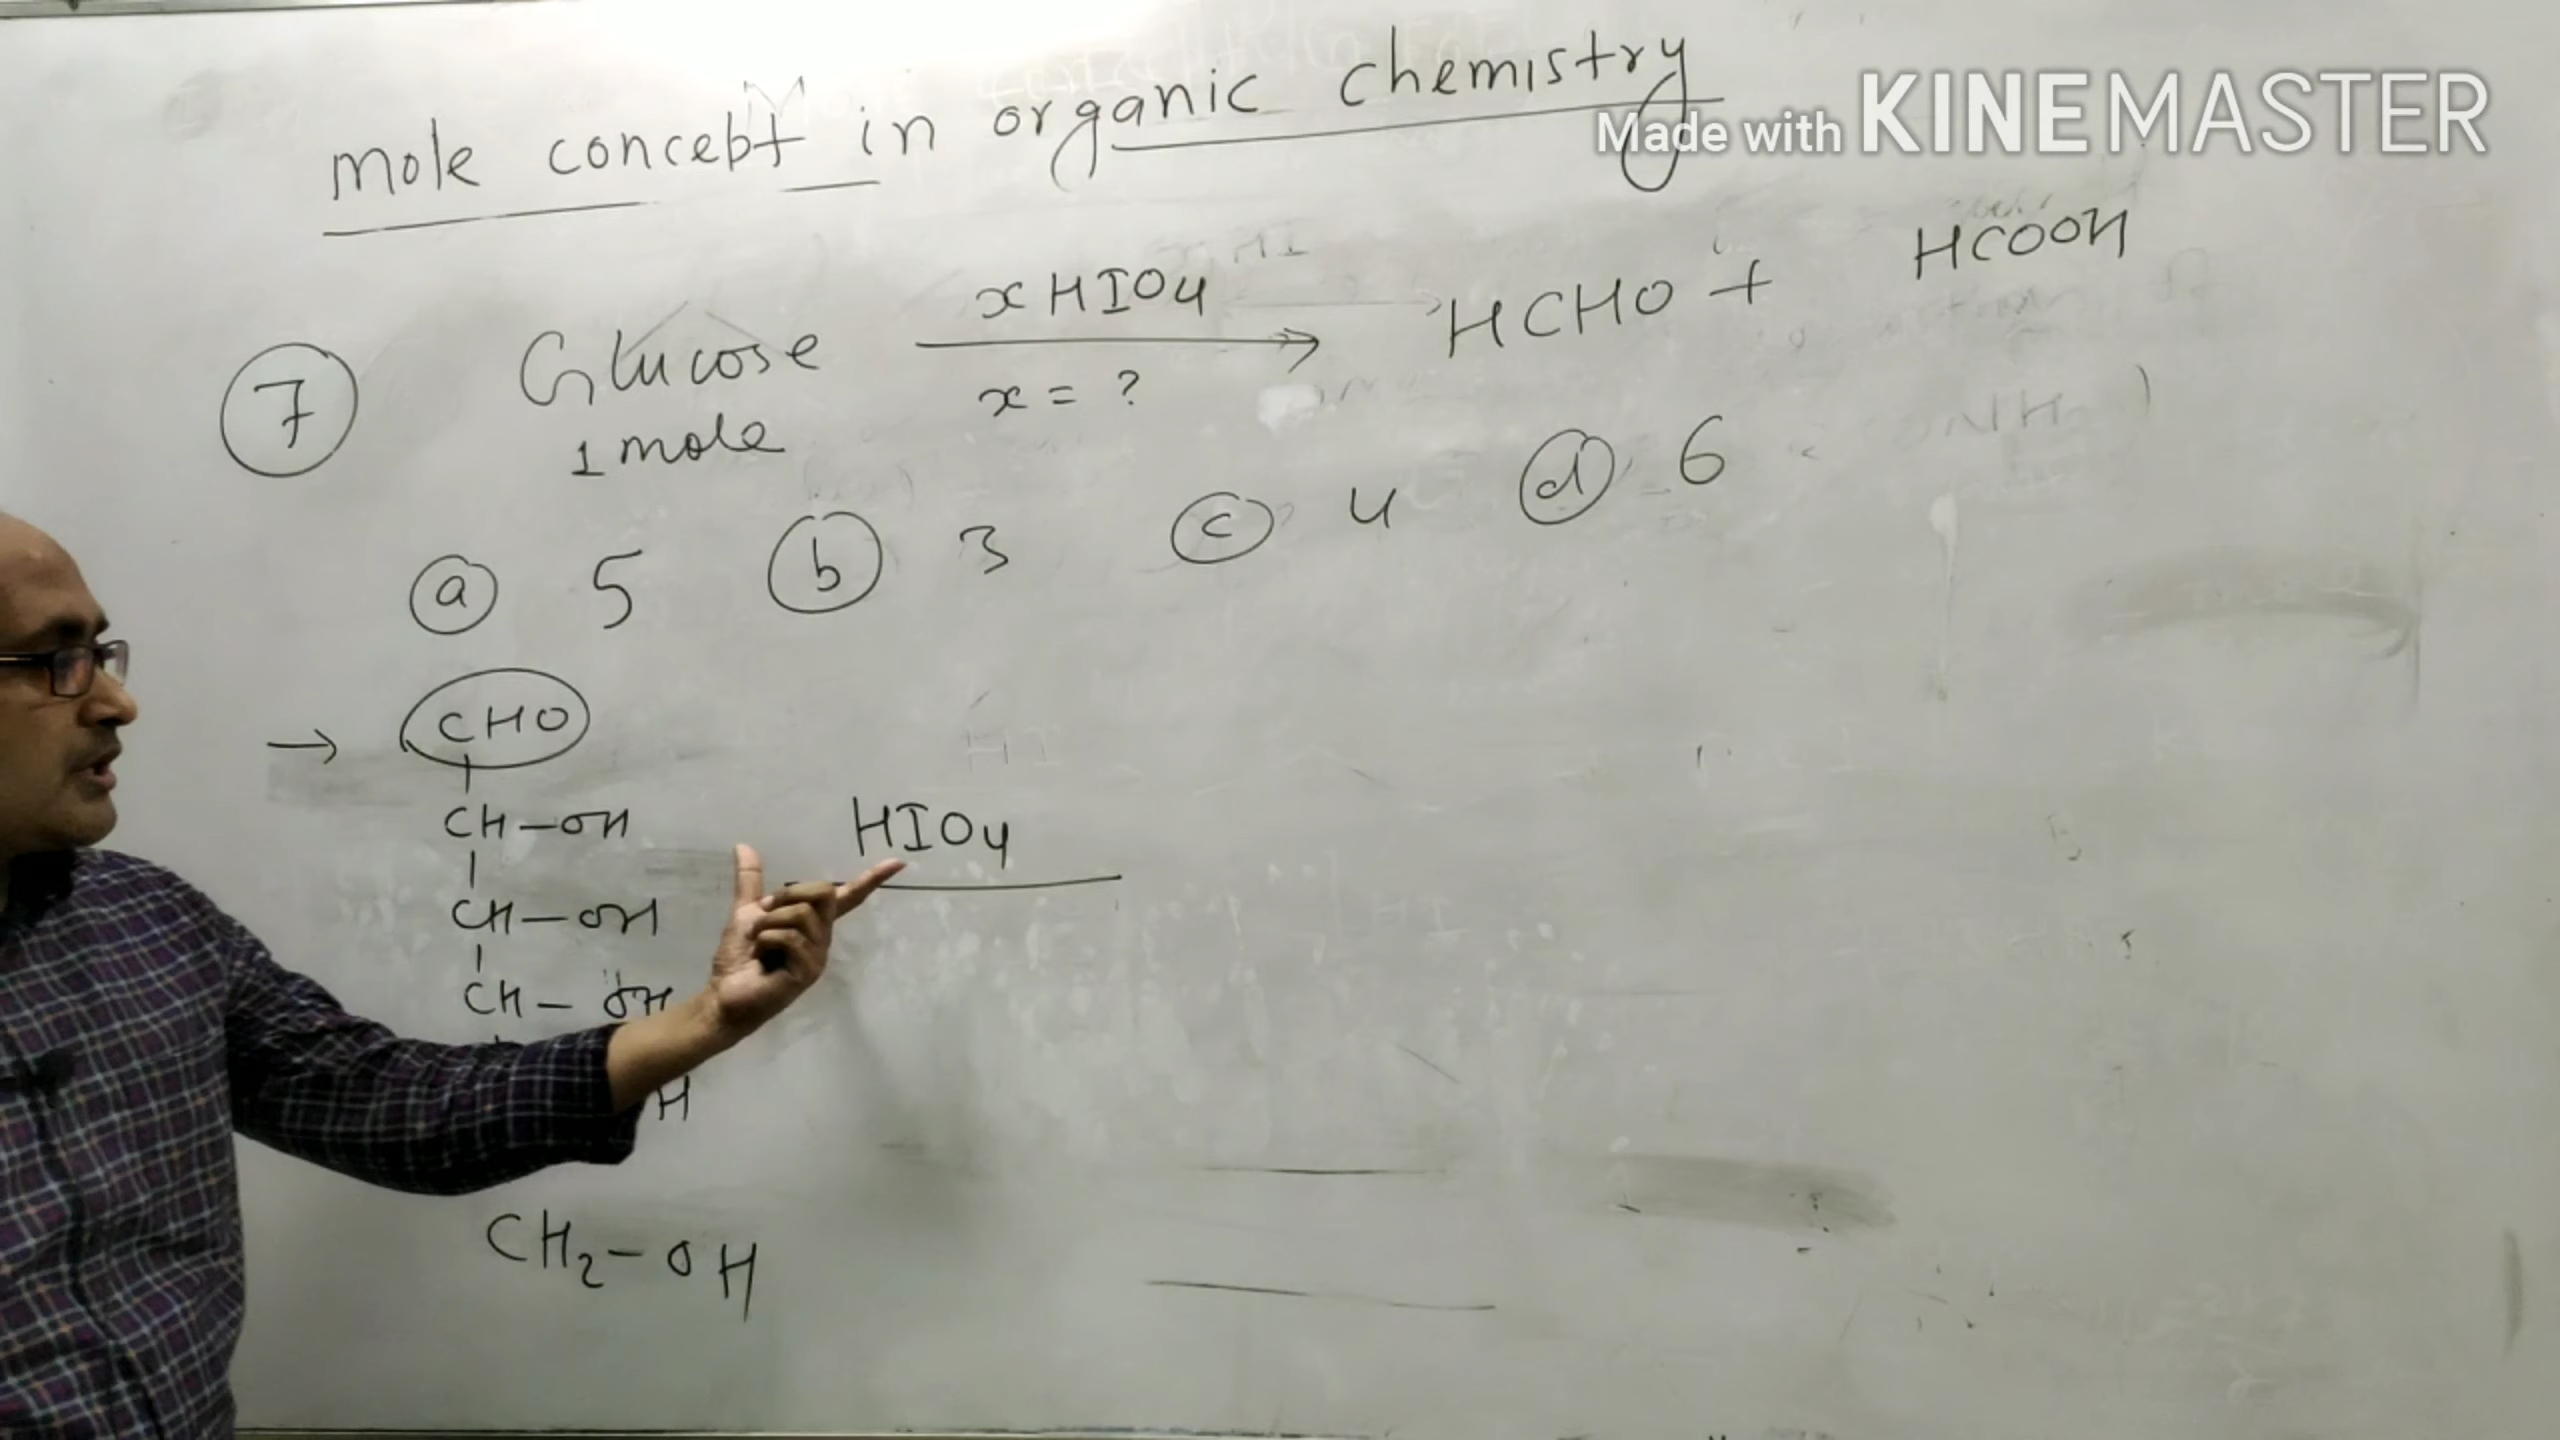 mole concept in organic chemistry
Made with KINEMASTER
7 Glucose xHIO4 HCHO + HCOOH
1 mole x = ?
a 5 b 3 c 4 d 6
→ CHO
CH-OH
HIO4
CH-OH
CH-OH
H
CH2-OH